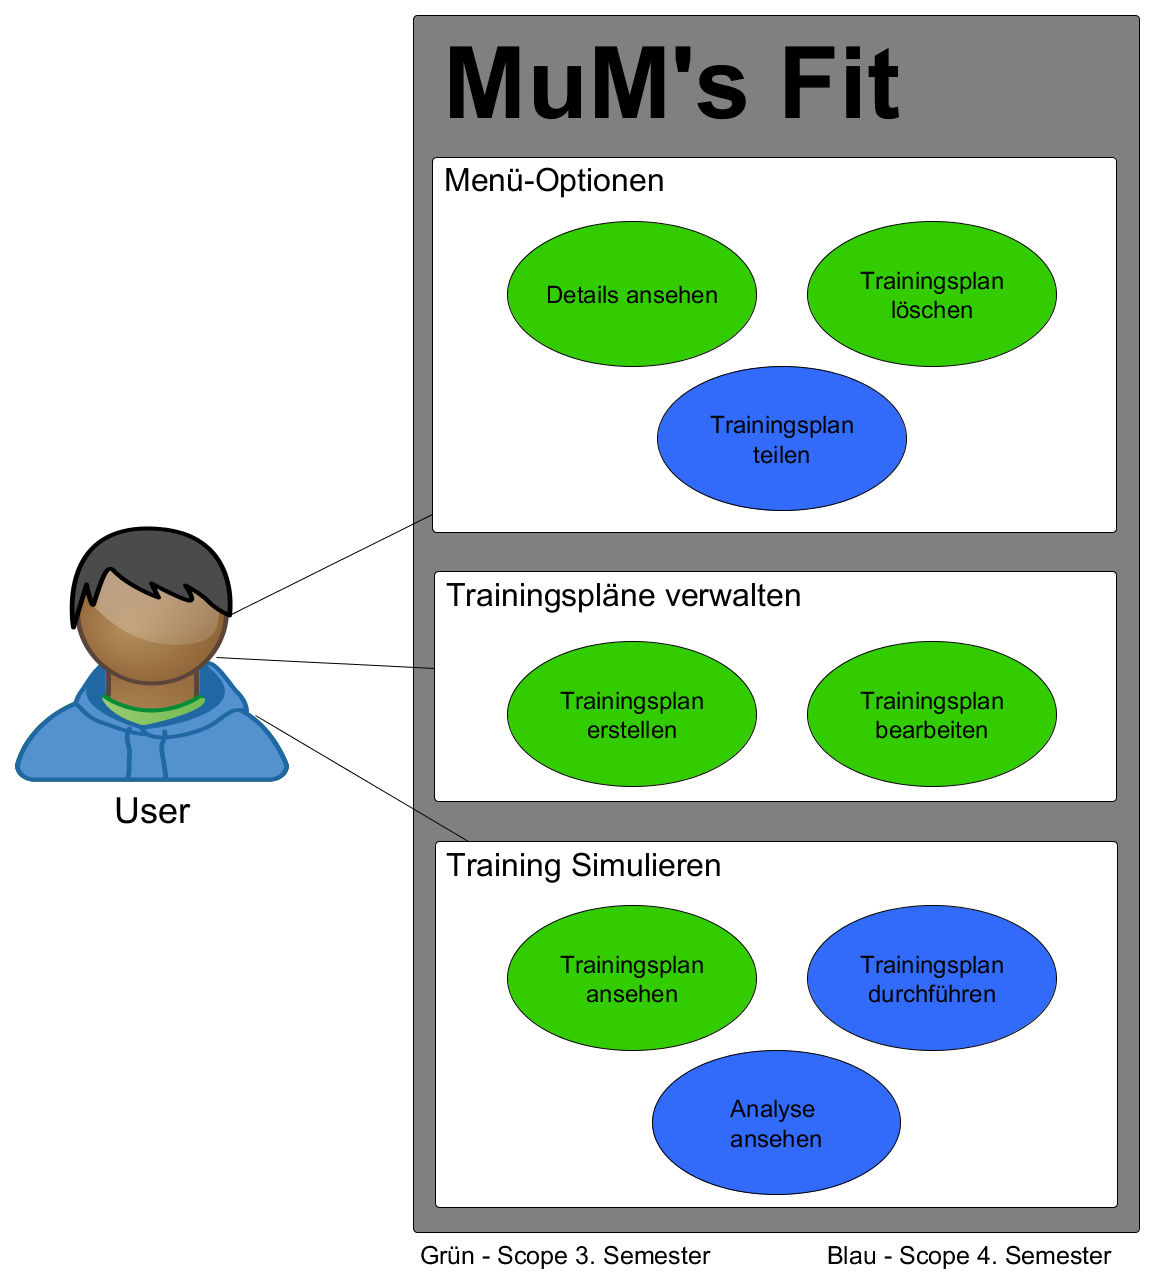 MuM's Fit
Menü-Optionen
Details ansehen
Trainingsplan
löschen
Trainingsplan
teilen
Trainingspläne verwalten
Trainingsplan
erstellen
Trainingsplan
bearbeiten
User
Training Simulieren
Trainingsplan
ansehen
Trainingsplan
durchführen
Analyse
ansehen
Grün - Scope 3. Semester
Blau - Scope 4. Semester